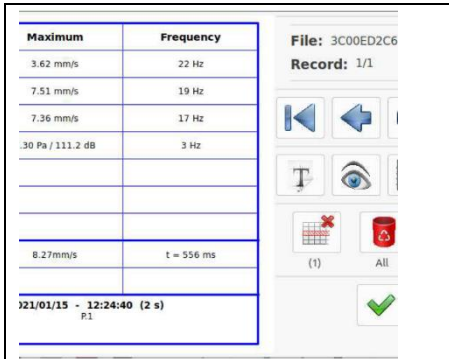 Maximum Frequency
3.62 mm/s 22 Hz
7.51 mm/s 19 Hz
7.36 mm/s 17 Hz
.30 Pa / 111.2 dB 3 Hz
8.27mm/s t = 556 ms
021/01/15 - 12:24:40 (2 s)
P.1
File: 3C00ED2C6
Record: 1/1
T
(1) All